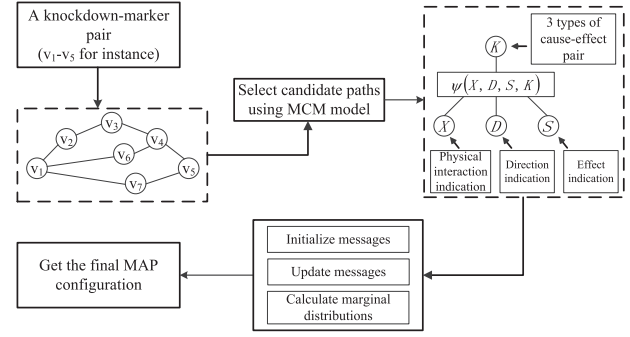 A knockdown-marker
pair
(v1-v5 for instance)
v1
v2
v3
v4
v5
v6
v7
Select candidate paths
using MCM model
K
3 types of
cause-effect
pair
ψ(X, D, S, K)
X
D
S
Physical
interaction
indication
Direction
indication
Effect
indication
Initialize messages
Update messages
Calculate marginal
distributions
Get the final MAP
configuration